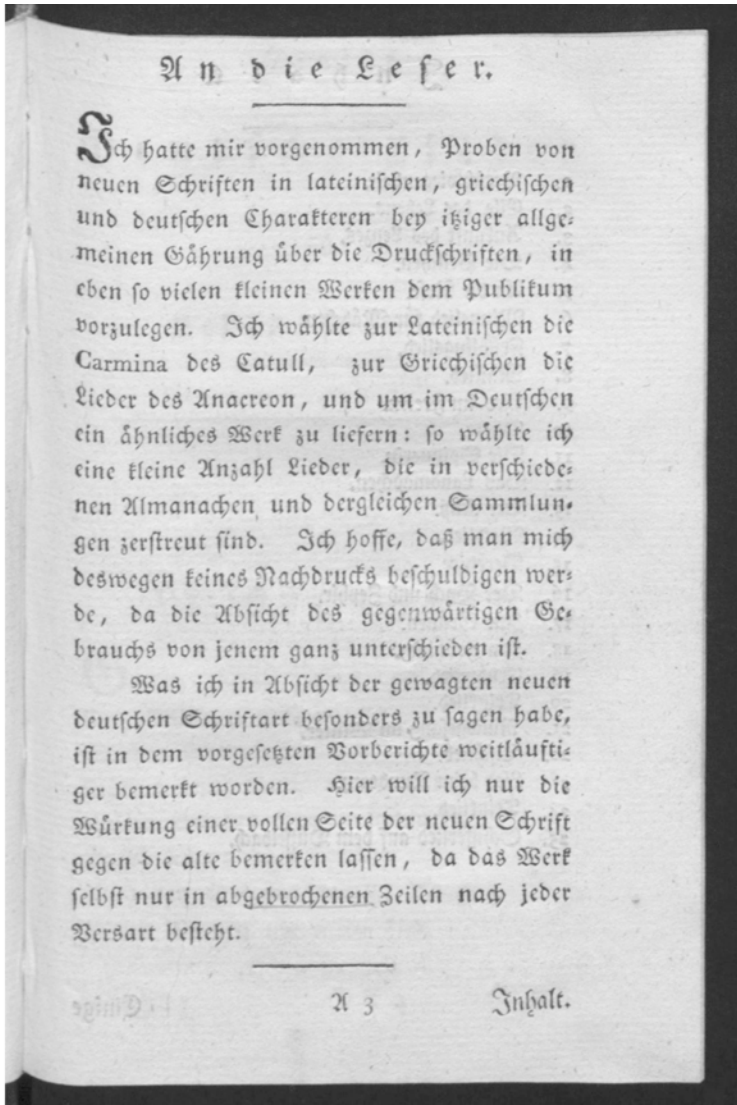 An die Leser.
Ich hatte mir vorgenommen, Proben von
neuen Schriften in lateinischen, griechischen
und deutschen Charakteren bey itziger allge-
meinen Gährung über die Druckschriften, in
eben so vielen kleinen Werken dem Publikum
vorzulegen. Ich wählte zur Lateinischen die
Carmina des Catull, zur Griechischen die
Lieder des Anacreon, und um im Deutschen
ein ähnliches Werk zu liefern: so wählte ich
eine kleine Anzahl Lieder, die in verschiede-
nen Almanachen und dergleichen Sammlun-
gen zerstreut sind. Ich hoffe, daß man mich
deswegen keines Nachdrucks beschuldigen wer-
de, da die Absicht des gegenwärtigen Ge-
brauchs von jenem ganz unterschieden ist.
Was ich in Absicht der gewagten neuen
deutschen Schriftart besonders zu sagen habe,
ist in dem vorgesetzten Vorberichte weitläufti-
ger bemerkt worden. Hier will ich nur die
Würkung einer vollen Seite der neuen Schrift
gegen die alte bemerken lassen, da das Werk
selbst nur in abgebrochenen Zeilen nach jeder
Versart besteht.
A 3 Inhalt.